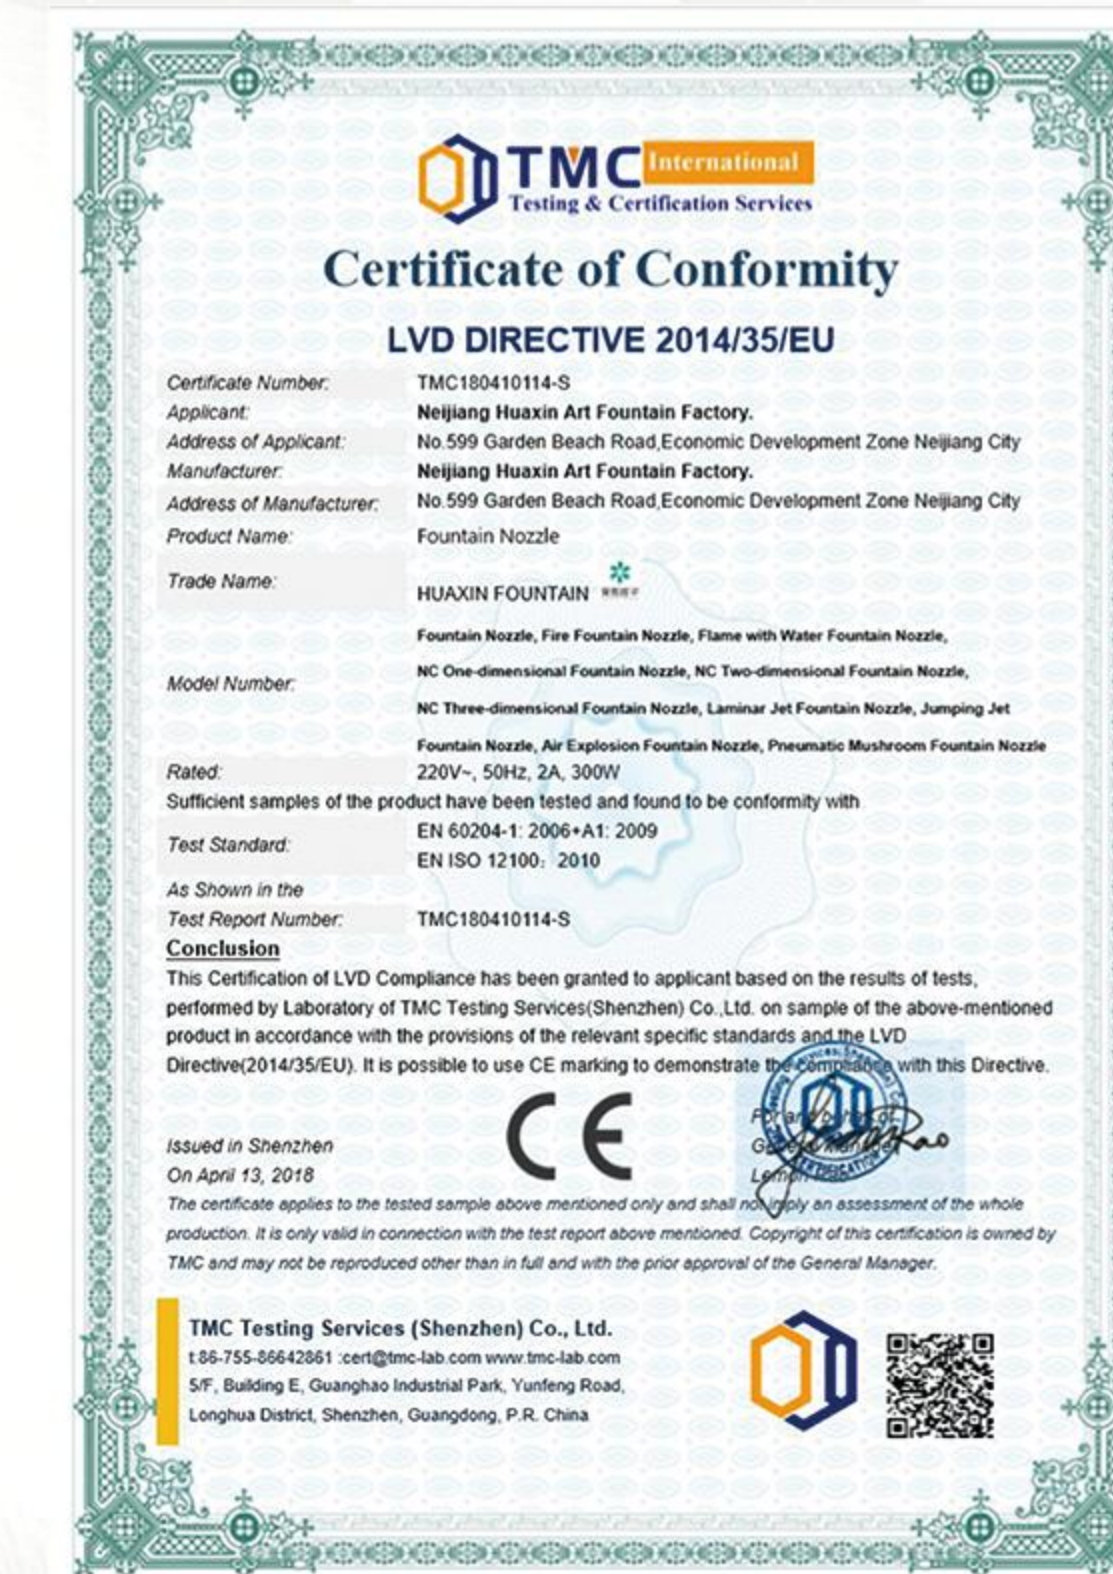 TMC International
Testing & Certification Services
Certificate of Conformity
LVD DIRECTIVE 2014/35/EU
Certificate Number: TMC180410114-S
Applicant: Neijiang Huaxin Art Fountain Factory.
Address of Applicant: No.599 Garden Beach Road,Economic Development Zone Neijiang City
Manufacturer: Neijiang Huaxin Art Fountain Factory.
Address of Manufacturer: No.599 Garden Beach Road,Economic Development Zone Neijiang City
Product Name: Fountain Nozzle
Trade Name: HUAXIN FOUNTAIN
Fountain Nozzle, Fire Fountain Nozzle, Flame with Water Fountain Nozzle,
NC One-dimensional Fountain Nozzle, NC Two-dimensional Fountain Nozzle,
Model Number:
NC Three-dimensional Fountain Nozzle, Laminar Jet Fountain Nozzle, Jumping Jet
Fountain Nozzle, Air Explosion Fountain Nozzle, Pneumatic Mushroom Fountain Nozzle
Rated: 220V~, 50Hz, 2A, 300W
Sufficient samples of the product have been tested and found to be conformity with
EN 60204-1: 2006+A1: 2009
Test Standard:
EN ISO 12100: 2010
As Shown in the
Test Report Number: TMC180410114-S
Conclusion
This Certification of LVD Compliance has been granted to applicant based on the results of tests,
performed by Laboratory of TMC Testing Services(Shenzhen) Co.,Ltd. on sample of the above-mentioned
product in accordance with the provisions of the relevant specific standards and the LVD
Directive(2014/35/EU). It is possible to use CE marking to demonstrate the compliance with this Directive.
CE
For and behalf of
Issued in Shenzhen
General Manager
On April 13, 2018
The certificate applies to the tested sample above mentioned only and shall not imply an assessment of the whole
production. It is only valid in connection with the test report above mentioned. Copyright of this certification is owned by
TMC and may not be reproduced other than in full and with the prior approval of the General Manager.
TMC Testing Services (Shenzhen) Co., Ltd.
t:86-755-86642861 :cert@tmc-lab.com www.tmc-lab.com
5/F, Building E, Guanghao Industrial Park, Yunfeng Road,
Longhua District, Shenzhen, Guangdong, P.R. China